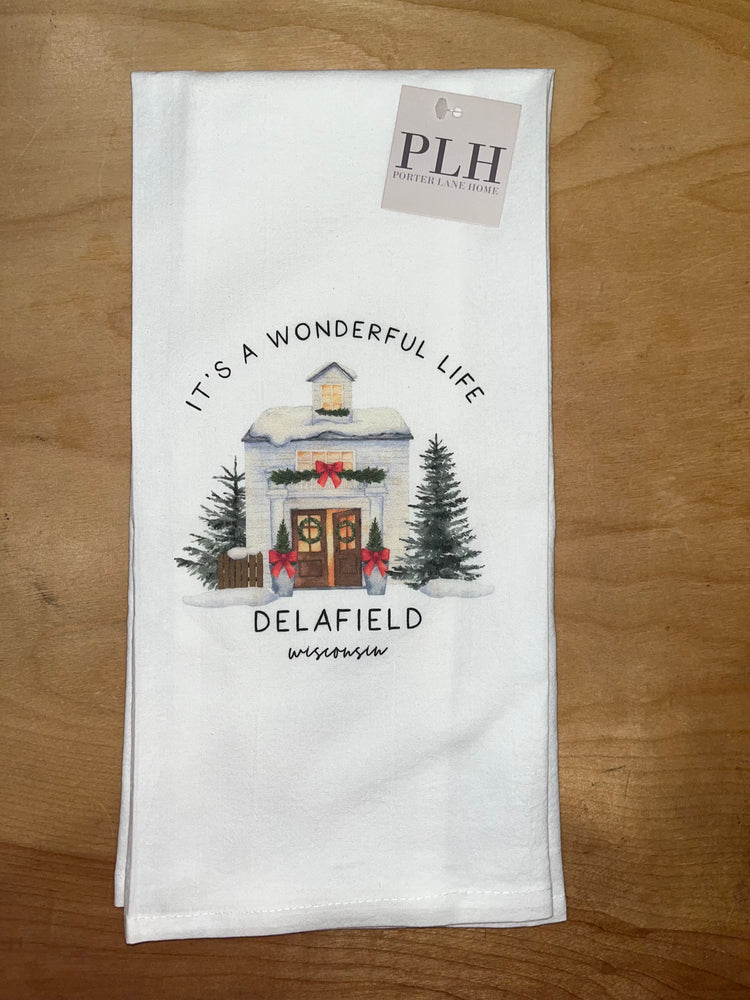 PLH
PORTER LANE HOME
IT'S A WONDERFUL LIFE
DELAFIELD
wisconsin